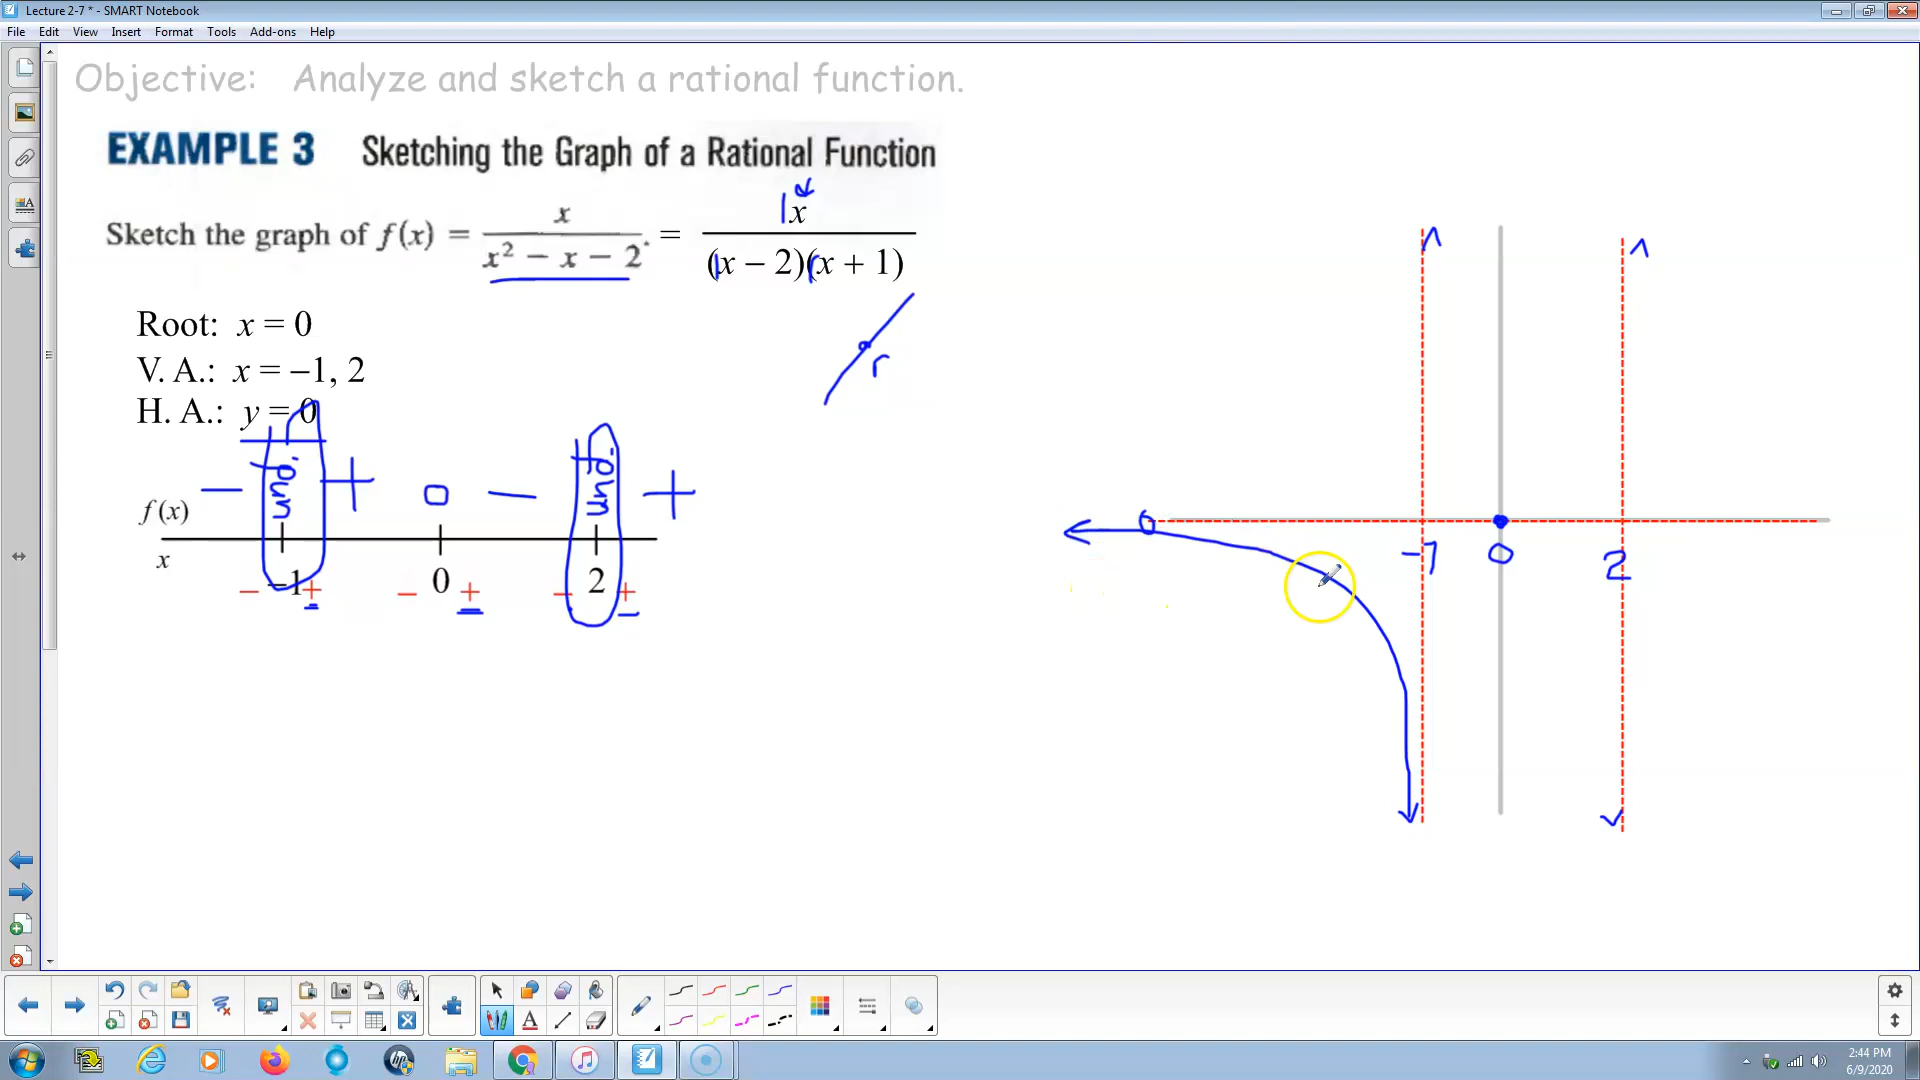 Lecture 2-7 * - SMART Notebook
File Edit View Insert Format Tools Add-ons Help
Objective: Analyze and sketch a rational function.
EXAMPLE 3 Sketching the Graph of a Rational Function
Sketch the graph of f(x) = x / (x² − x − 2). = 1x / (x − 2)(x + 1)
Root: x = 0
V. A.: x = −1, 2
H. A.: y = 0
r
− + 0 − +
f(x)
x
− −1 + − 0 + − 2 +
-1 0 2
2:44 PM
6/9/2020